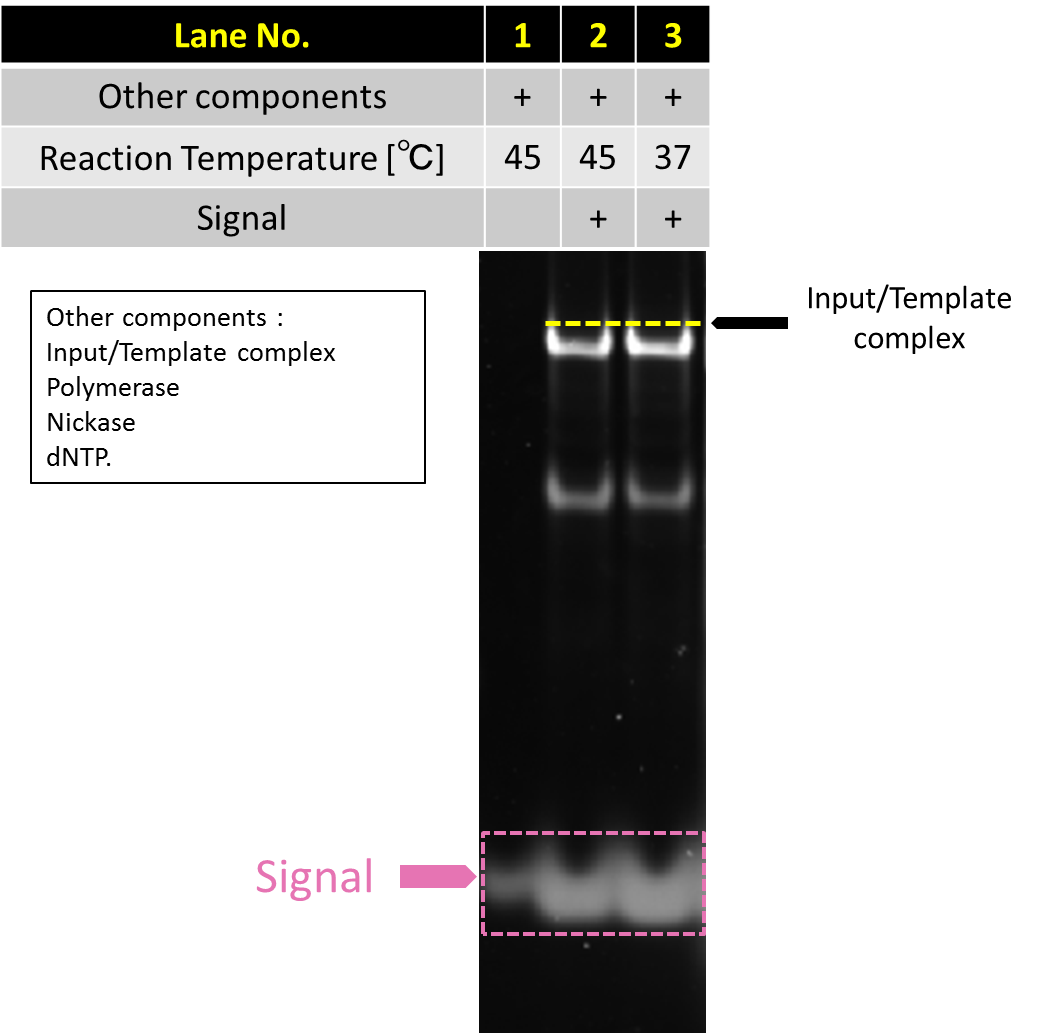 Lane No. 1 2 3
Other components + + +
Reaction Temperature [℃] 45 45 37
Signal + +
Other components :
Input/Template complex
Polymerase
Nickase
dNTP.
Input/Template
complex
Signal